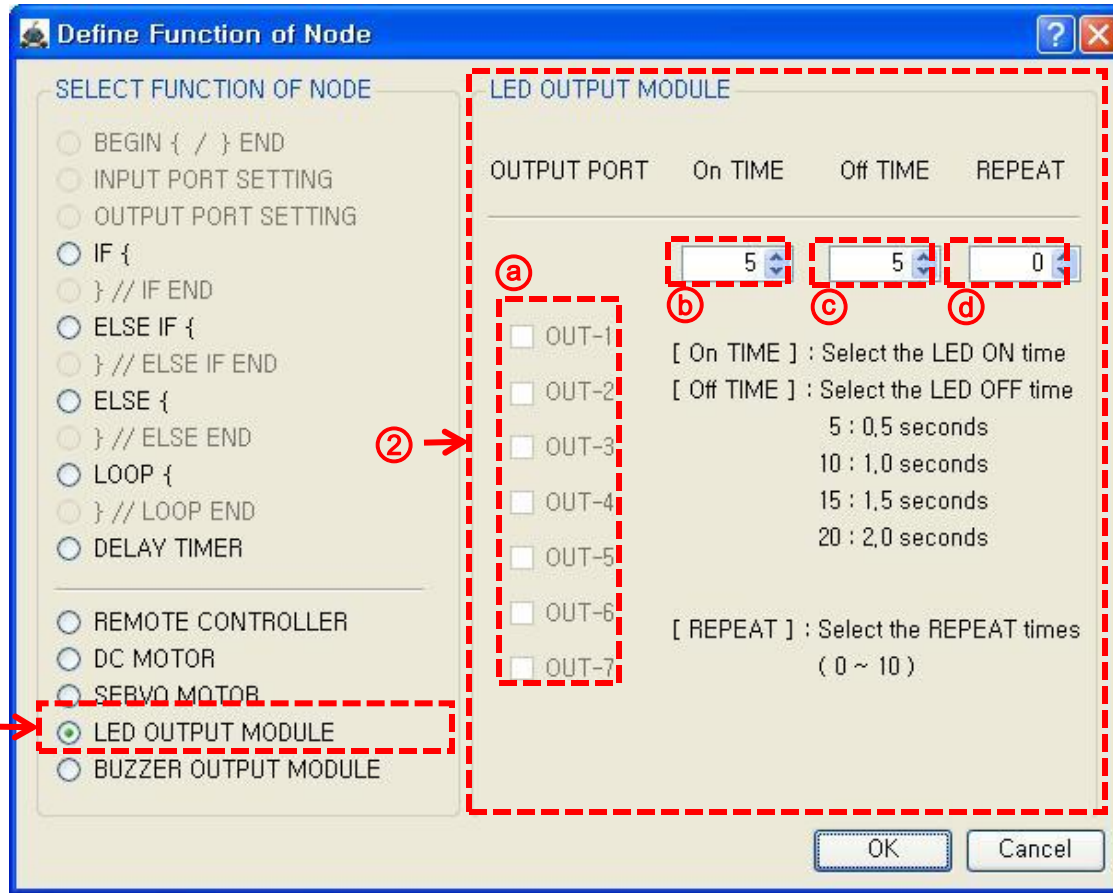 Define Function of Node
SELECT FUNCTION OF NODE
BEGIN { / } END
INPUT PORT SETTING
OUTPUT PORT SETTING
IF {
} // IF END
ELSE IF {
} // ELSE IF END
ELSE {
} // ELSE END
LOOP {
} // LOOP END
DELAY TIMER
REMOTE CONTROLLER
DC MOTOR
SERVO MOTOR
LED OUTPUT MODULE
BUZZER OUTPUT MODULE
②
LED OUTPUT MODULE
OUTPUT PORT On TIME Off TIME REPEAT
5 5 0
ⓐ ⓑ ⓒ ⓓ
OUT-1
OUT-2
OUT-3
OUT-4
OUT-5
OUT-6
OUT-7
[ On TIME ] : Select the LED ON time
[ Off TIME ] : Select the LED OFF time
5 : 0,5 seconds
10 : 1,0 seconds
15 : 1,5 seconds
20 : 2,0 seconds
[ REPEAT ] : Select the REPEAT times
( 0 ~ 10 )
OK Cancel